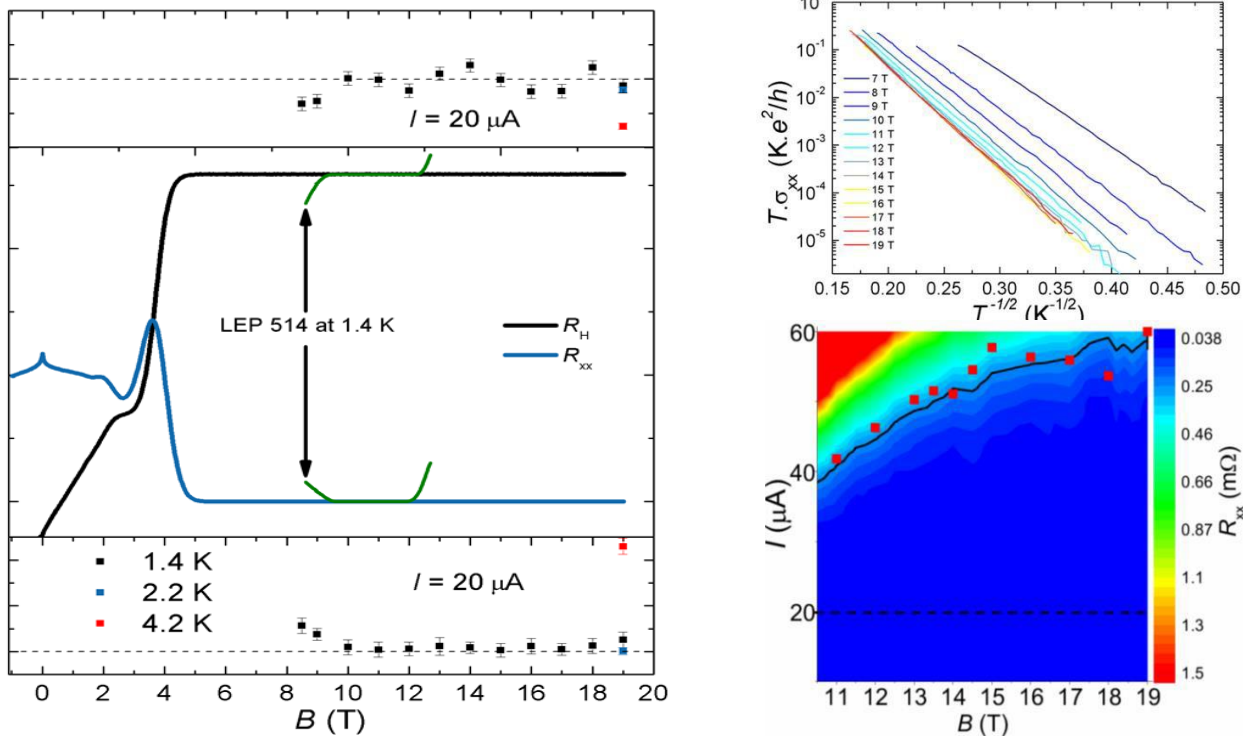 I = 20 µA
LEP 514 at 1.4 K
R_H
R_xx
1.4 K
2.2 K
4.2 K
I = 20 µA
0 2 4 6 8 10 12 14 16 18 20
B (T)
10
10⁻¹
10⁻²
10⁻³
10⁻⁴
10⁻⁵
T.σ_xx (K.e²/h)
7 T
8 T
9 T
10 T
11 T
12 T
13 T
14 T
15 T
16 T
17 T
18 T
19 T
0.15 0.20 0.25 0.30 0.35 0.40 0.45 0.50
T⁻¹/² (K⁻¹/²)
60
40
20
I (µA)
11 12 13 14 15 16 17 18 19
B (T)
0.038
0.25
0.46
0.66
0.87
1.1
1.3
1.5
R_xx (mΩ)